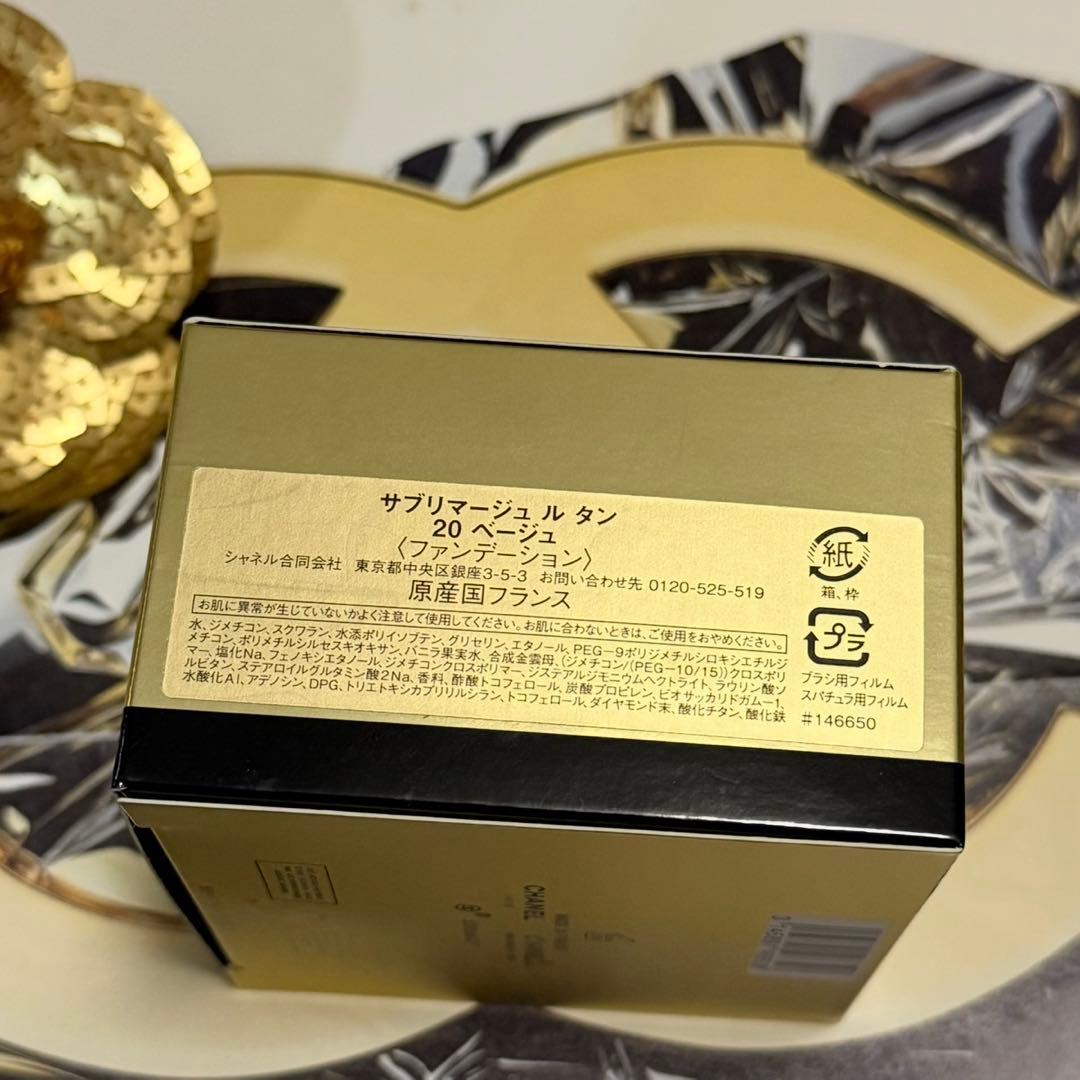 サブリマージュ ル タン
20 ベージュ
〈ファンデーション〉
シャネル合同会社 東京都中央区銀座3-5-3 お問い合わせ先 0120-525-519
原産国フランス
お肌に異常が生じていないかよく注意して使用してください。お肌に合わないときは、ご使用をおやめください。
水、ジメチコン、スクワラン、水添ポリイソブテン、グリセリン、エタノール、PEG-9ポリジメチルシロキシエチルジ
メチコン、ポリメチルシルセスキオキサン、バニラ果実水、合成金雲母、(ジメチコン/(PEG-10/15))クロスポリ
マー、塩化Na、フェノキシエタノール、ジメチコンクロスポリマー、ジステアルジモニウムヘクトライト、ラウリン酸ソ
ルビタン、ステアロイルグルタミン酸2Na、香料、酢酸トコフェロール、炭酸プロピレン、ビオサッカリドガム-1、
水酸化Al、アデノシン、DPG、トリエトキシカプリリルシラン、トコフェロール、ダイヤモンド末、酸化チタン、酸化鉄
紙
箱、枠
プラ
ブラシ用フィルム
スパチュラ用フィルム
#146650
CHANEL
CHANEL